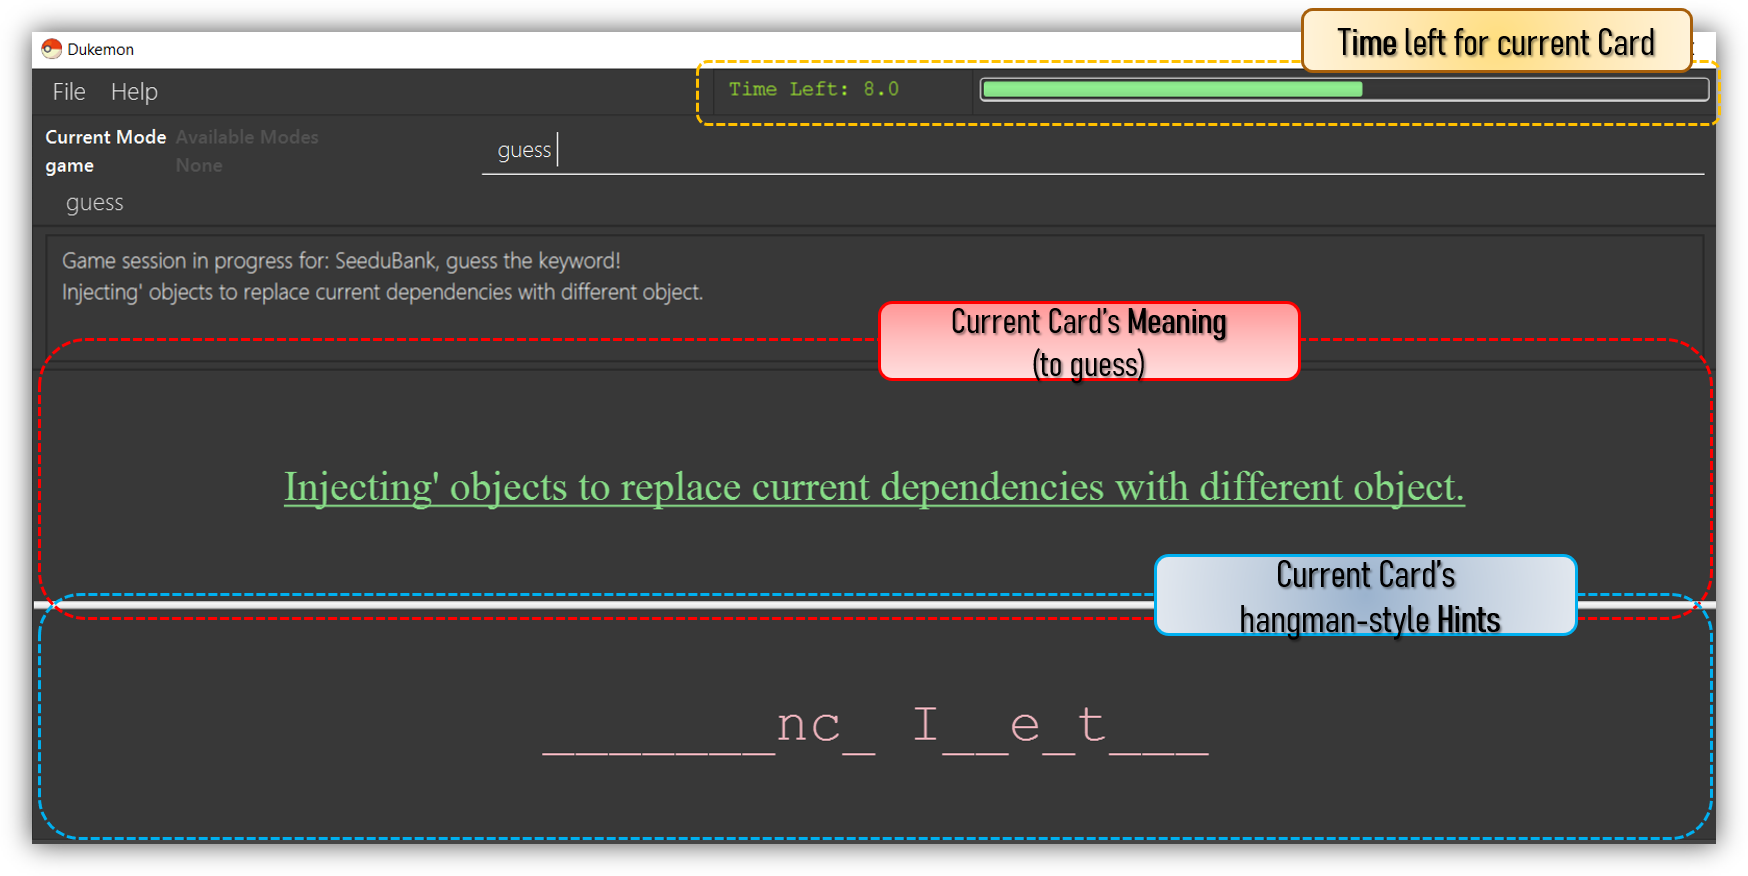 Time left for current Card
Dukemon
File Help
Time Left: 8.0
Current Mode Available Modes
game None
guess
guess
Game session in progress for: SeeduBank, guess the keyword!
Injecting' objects to replace current dependencies with different object.
Current Card's Meaning
(to guess)
Injecting' objects to replace current dependencies with different object.
Current Card's
hangman-style Hints
_______nc_ I__e_t___